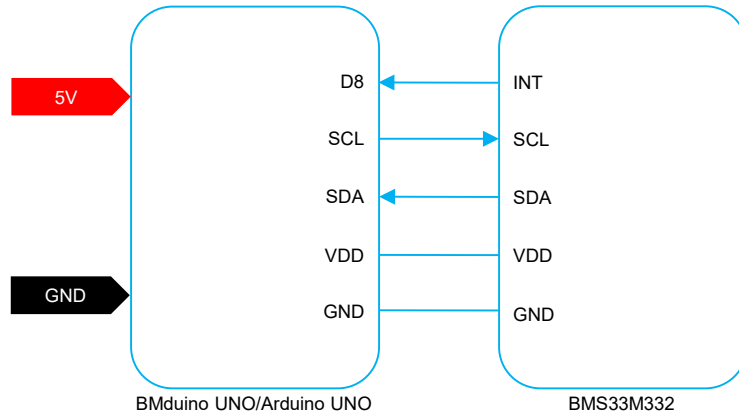 5V
GND
D8
SCL
SDA
VDD
GND
INT
SCL
SDA
VDD
GND
BMduino UNO/Arduino UNO
BMS33M332